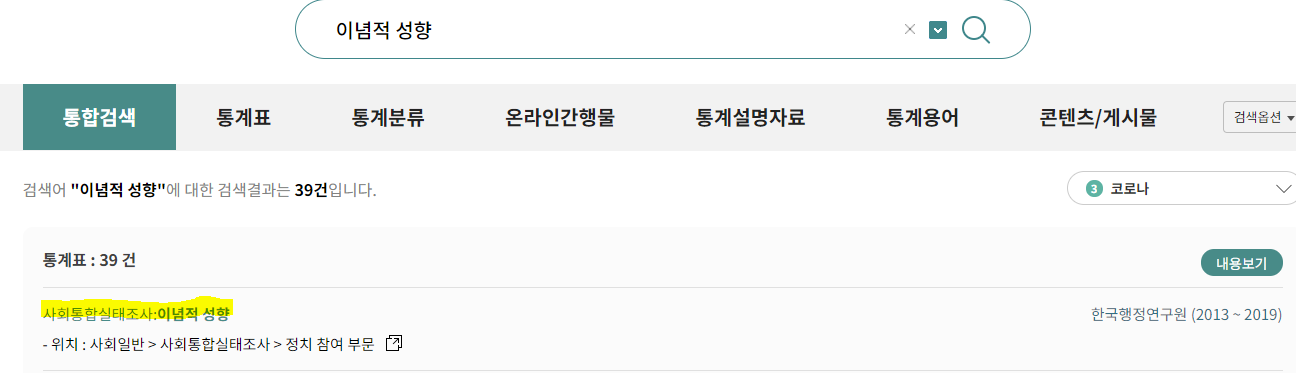 이념적 성향
통합검색 통계표 통계분류 온라인간행물 통계설명자료 통계용어 콘텐츠/게시물 검색옵션
검색어 "이념적 성향"에 대한 검색결과는 39건입니다.
3 코로나
통계표 : 39 건 내용보기
사회통합실태조사:이념적 성향 한국행정연구원 (2013 ~ 2019)
- 위치 : 사회일반 > 사회통합실태조사 > 정치 참여 부문